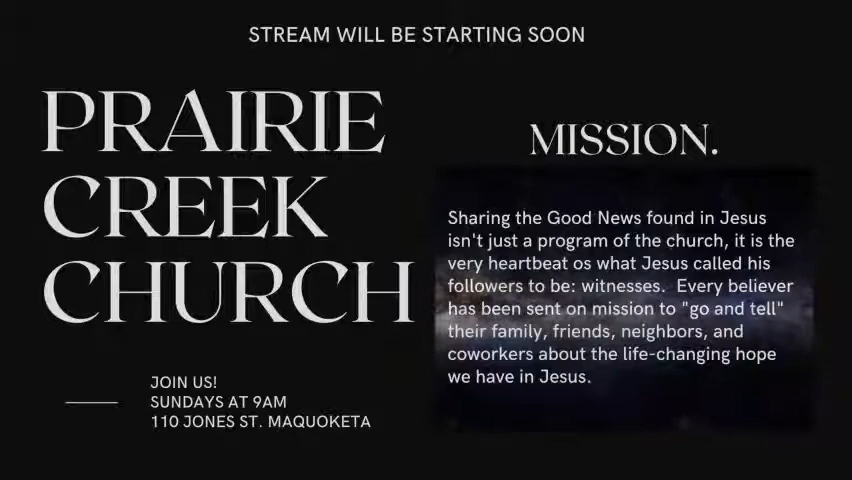 STREAM WILL BE STARTING SOON
PRAIRIE
CREEK
CHURCH
JOIN US!
SUNDAYS AT 9AM
110 JONES ST. MAQUOKETA
MISSION.
Sharing the Good News found in Jesus
isn't just a program of the church, it is the
very heartbeat os what Jesus called his
followers to be: witnesses. Every believer
has been sent on mission to "go and tell"
their family, friends, neighbors, and
coworkers about the life-changing hope
we have in Jesus.